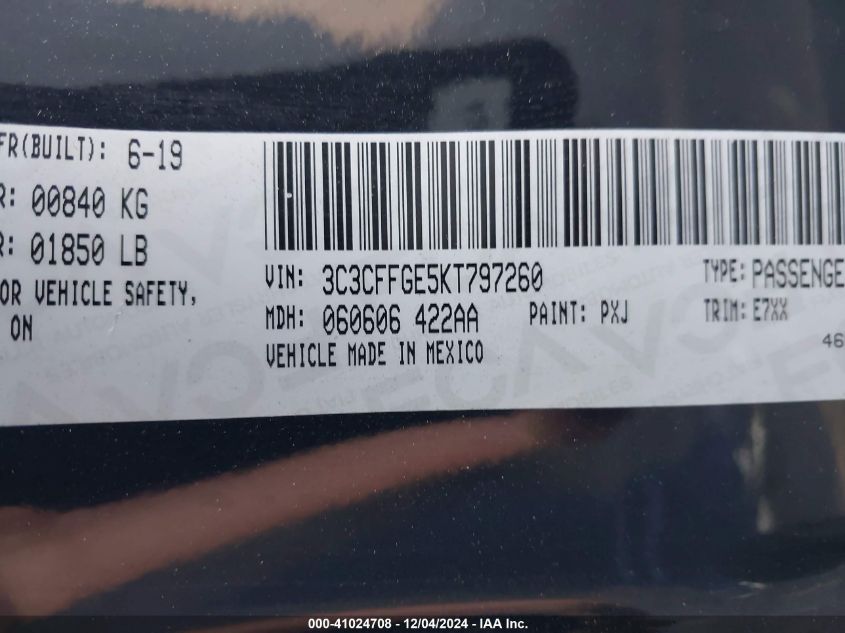 FR(BUILT): 6-19
R: 00840 KG
R: 01850 LB
OR VEHICLE SAFETY,
ON
VIN: 3C3CFFGE5KT797260 TYPE: PASSENGE
MDH: 060606 422AA PAINT: PXJ TRIM: E7XX
VEHICLE MADE IN MEXICO
46
000-41024708 - 12/04/2024 - IAA Inc.